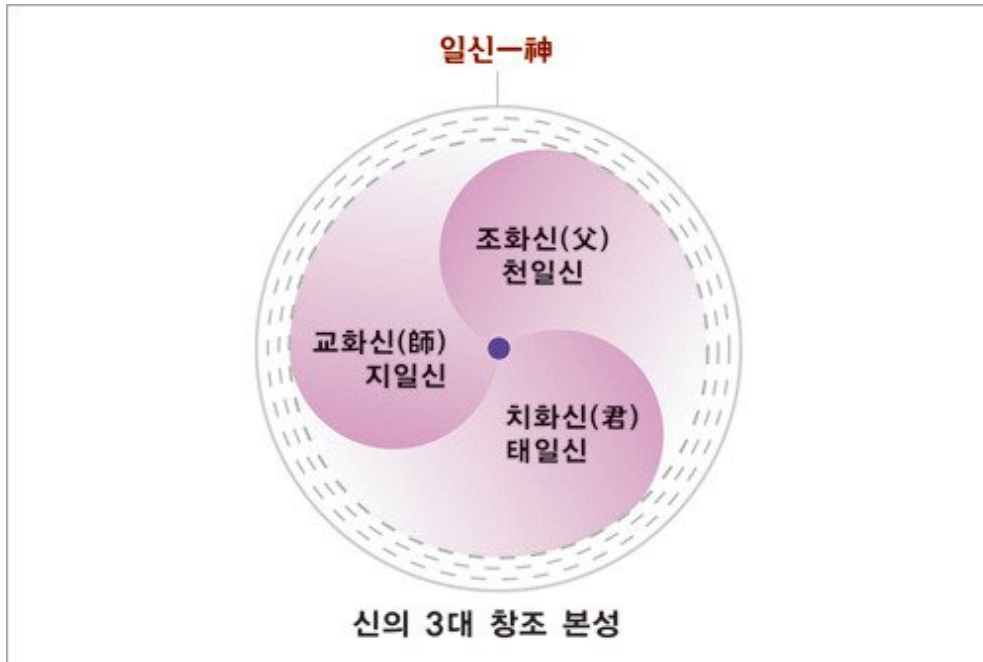 일신一神
조화신(父)
천일신
교화신(師)
지일신
치화신(君)
태일신
신의 3대 창조 본성